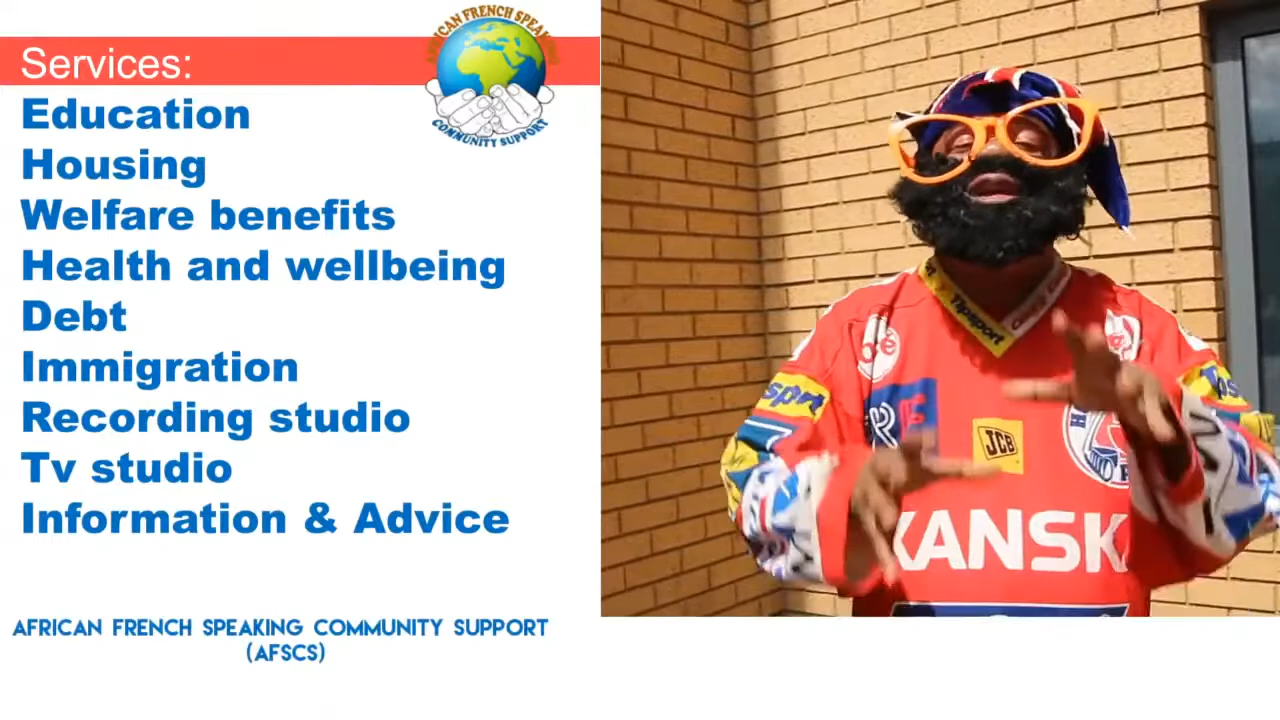 Services:
AFRICAN FRENCH SPEAKING
COMMUNITY SUPPORT
Education
Housing
Welfare benefits
Health and wellbeing
Debt
Immigration
Recording studio
Tv studio
Information & Advice
AFRICAN FRENCH SPEAKING COMMUNITY SUPPORT
(AFSCS)
Tipsport
JCB
KANSK